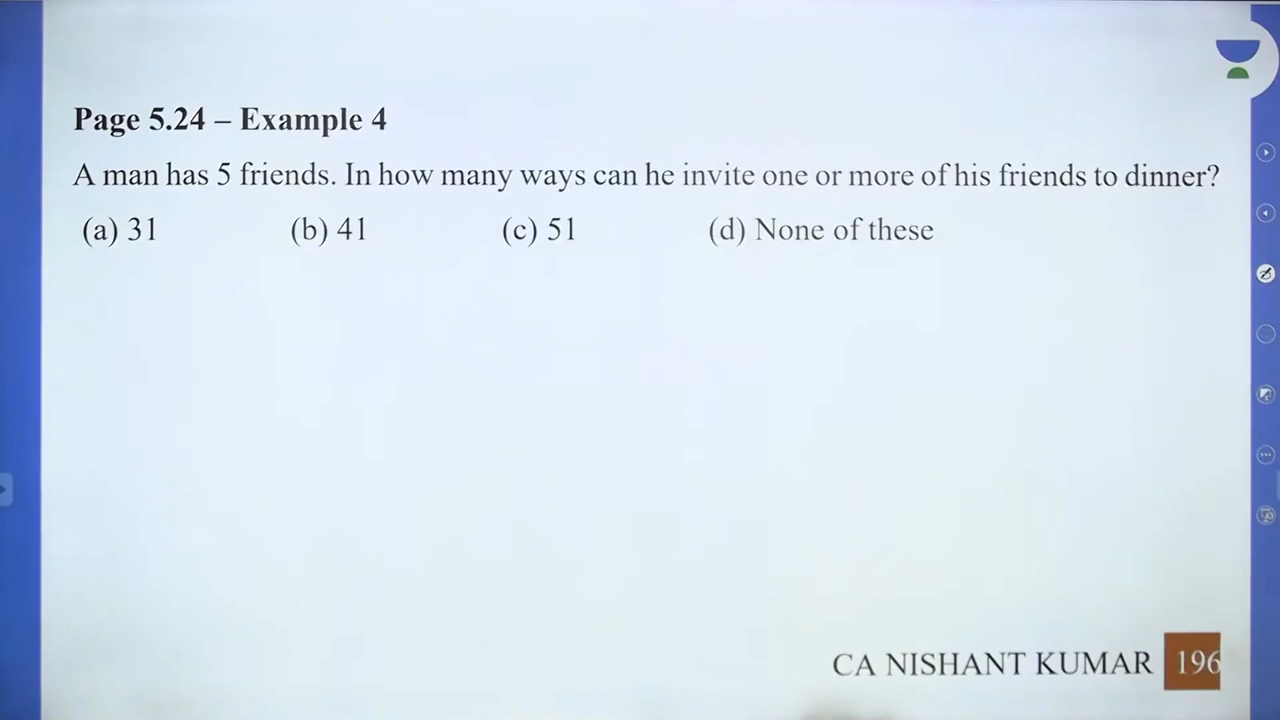 Page 5.24 – Example 4
A man has 5 friends. In how many ways can he invite one or more of his friends to dinner?
(a) 31 (b) 41 (c) 51 (d) None of these
CA NISHANT KUMAR 196